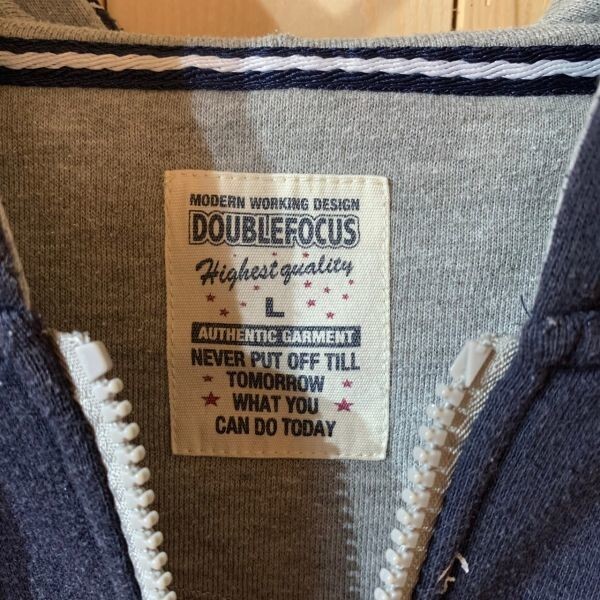 MODERN WORKING DESIGN
DOUBLEFOCUS
Highest quality
L
AUTHENTIC GARMENT
NEVER PUT OFF TILL
TOMORROW
WHAT YOU
CAN DO TODAY